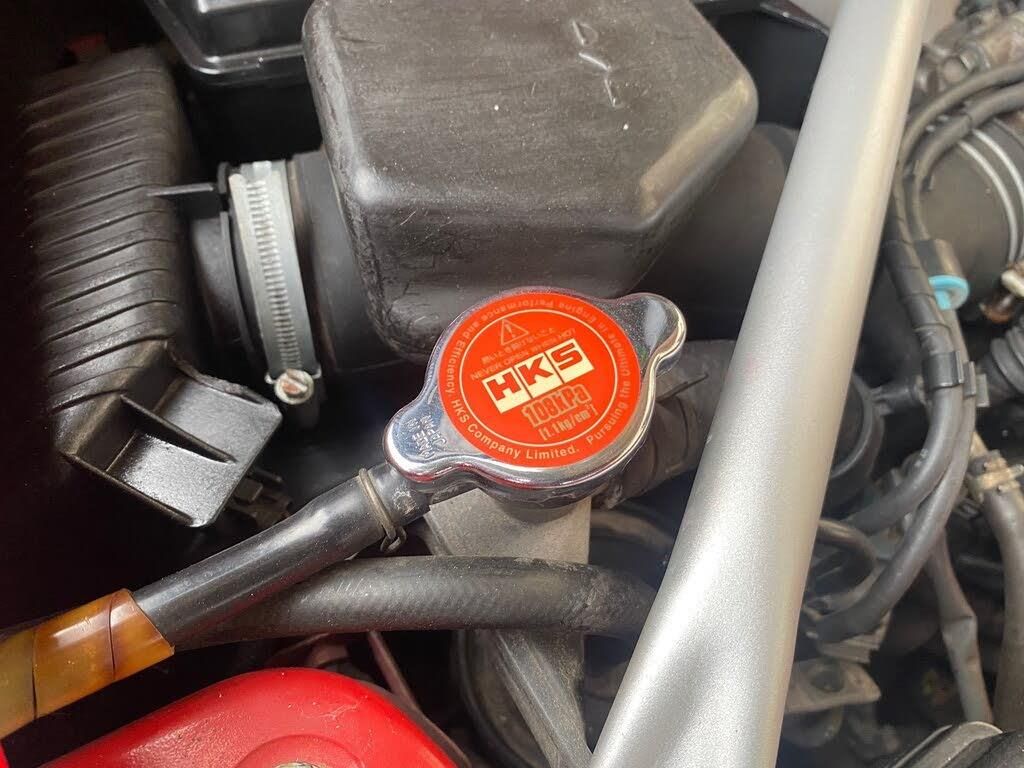 Pursuing the Ultimate in Engine Performance and Efficiency. HKS Company Limited.
NEVER OPEN WHEN HOT
HKS
108kPa
[1.1kg/cm²]